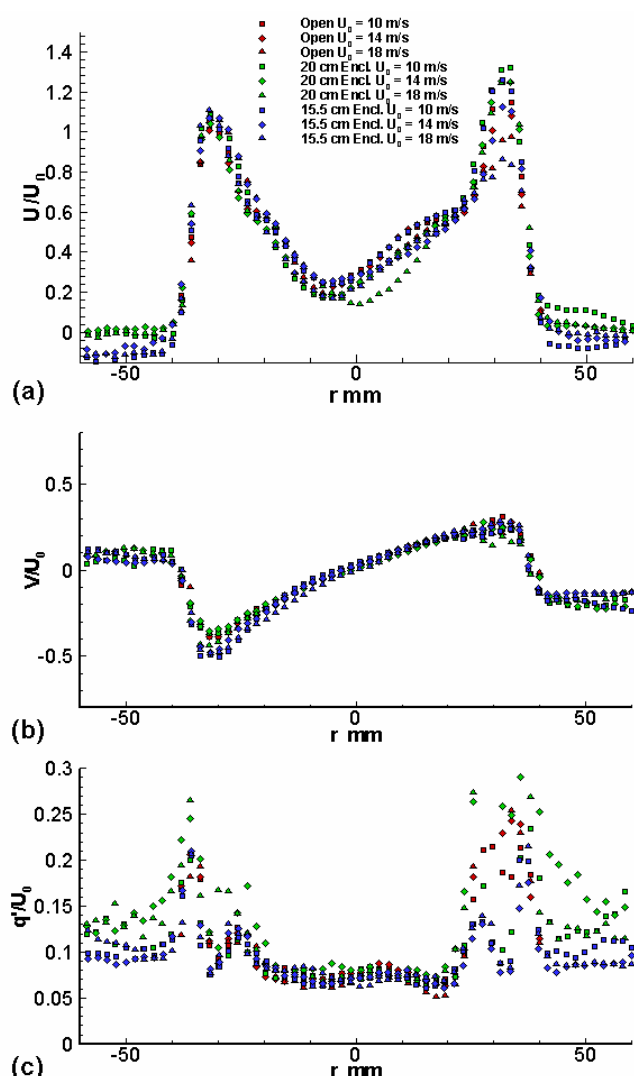 Open U₀ = 10 m/s
Open U₀ = 14 m/s
Open U₀ = 18 m/s
20 cm Encl. U₀ = 10 m/s
20 cm Encl. U₀ = 14 m/s
20 cm Encl. U₀ = 18 m/s
15.5 cm Encl. U₀ = 10 m/s
15.5 cm Encl. U₀ = 14 m/s
15.5 cm Encl. U₀ = 18 m/s
U/U₀
1.4
1.2
1
0.8
0.6
0.4
0.2
0
-50 0 50
(a) r mm
V/U₀
0.5
0
-0.5
-50 0 50
(b) r mm
q'/U₀
0.3
0.25
0.2
0.15
0.1
0.05
0
-50 0 50
(c) r mm